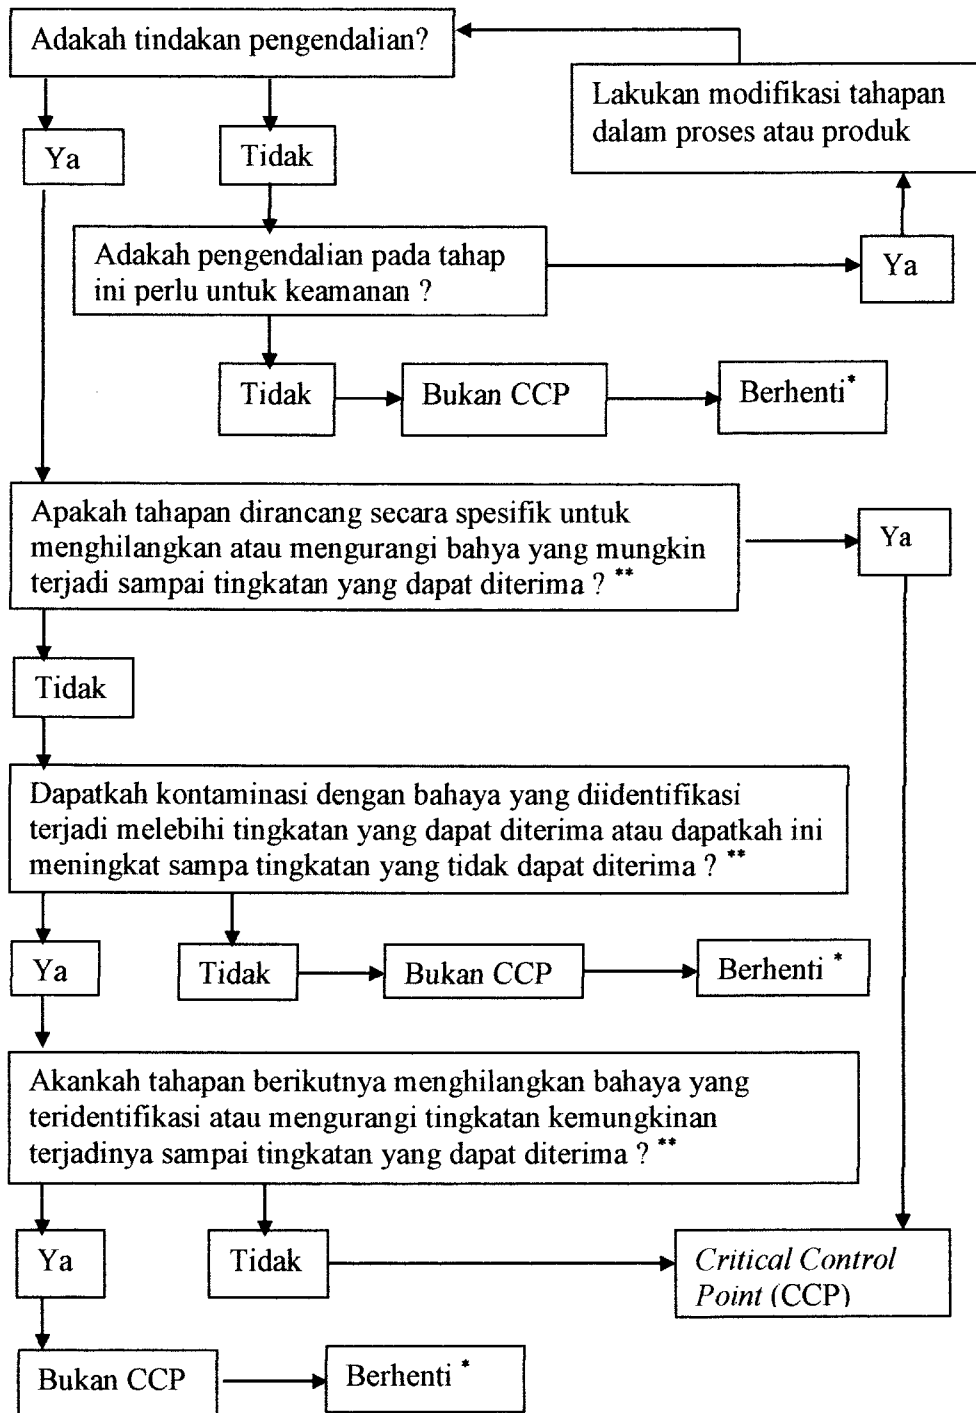 Adakah tindakan pengendalian?
Lakukan modifikasi tahapan
dalam proses atau produk
Ya
Tidak
Adakah pengendalian pada tahap
ini perlu untuk keamanan ?
Ya
Tidak
Bukan CCP
Berhenti*
Apakah tahapan dirancang secara spesifik untuk
menghilangkan atau mengurangi bahya yang mungkin
terjadi sampai tingkatan yang dapat diterima ? **
Ya
Tidak
Dapatkah kontaminasi dengan bahaya yang diidentifikasi
terjadi melebihi tingkatan yang dapat diterima atau dapatkah ini
meningkat sampa tingkatan yang tidak dapat diterima ? **
Ya
Tidak
Bukan CCP
Berhenti *
Akankah tahapan berikutnya menghilangkan bahaya yang
teridentifikasi atau mengurangi tingkatan kemungkinan
terjadinya sampai tingkatan yang dapat diterima ? **
Ya
Tidak
Critical Control
Point (CCP)
Bukan CCP
Berhenti *